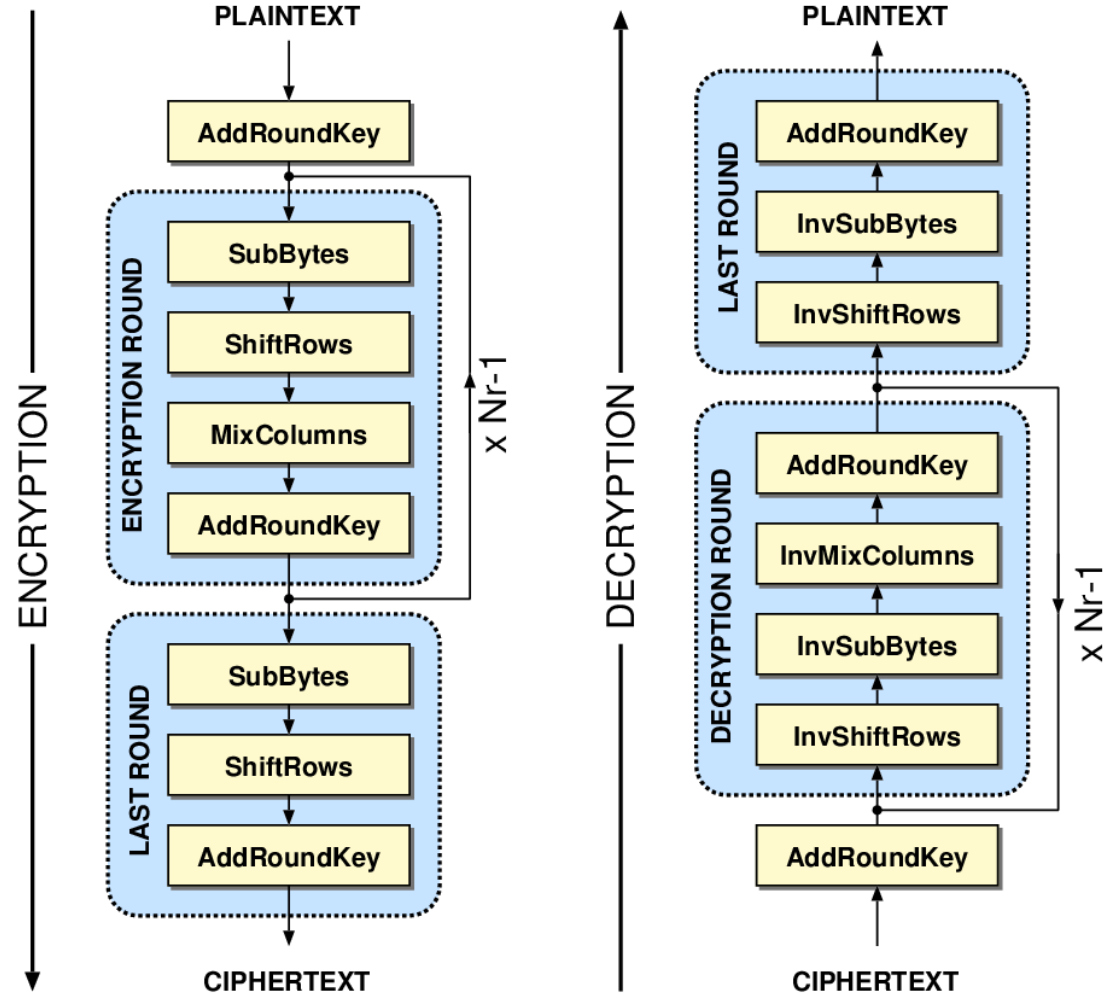 PLAINTEXT
AddRoundKey
SubBytes
ShiftRows
MixColumns
AddRoundKey
ENCRYPTION ROUND
x Nr-1
SubBytes
ShiftRows
AddRoundKey
LAST ROUND
CIPHERTEXT
ENCRYPTION
PLAINTEXT
AddRoundKey
InvSubBytes
InvShiftRows
LAST ROUND
AddRoundKey
InvMixColumns
InvSubBytes
InvShiftRows
DECRYPTION ROUND
x Nr-1
AddRoundKey
CIPHERTEXT
DECRYPTION